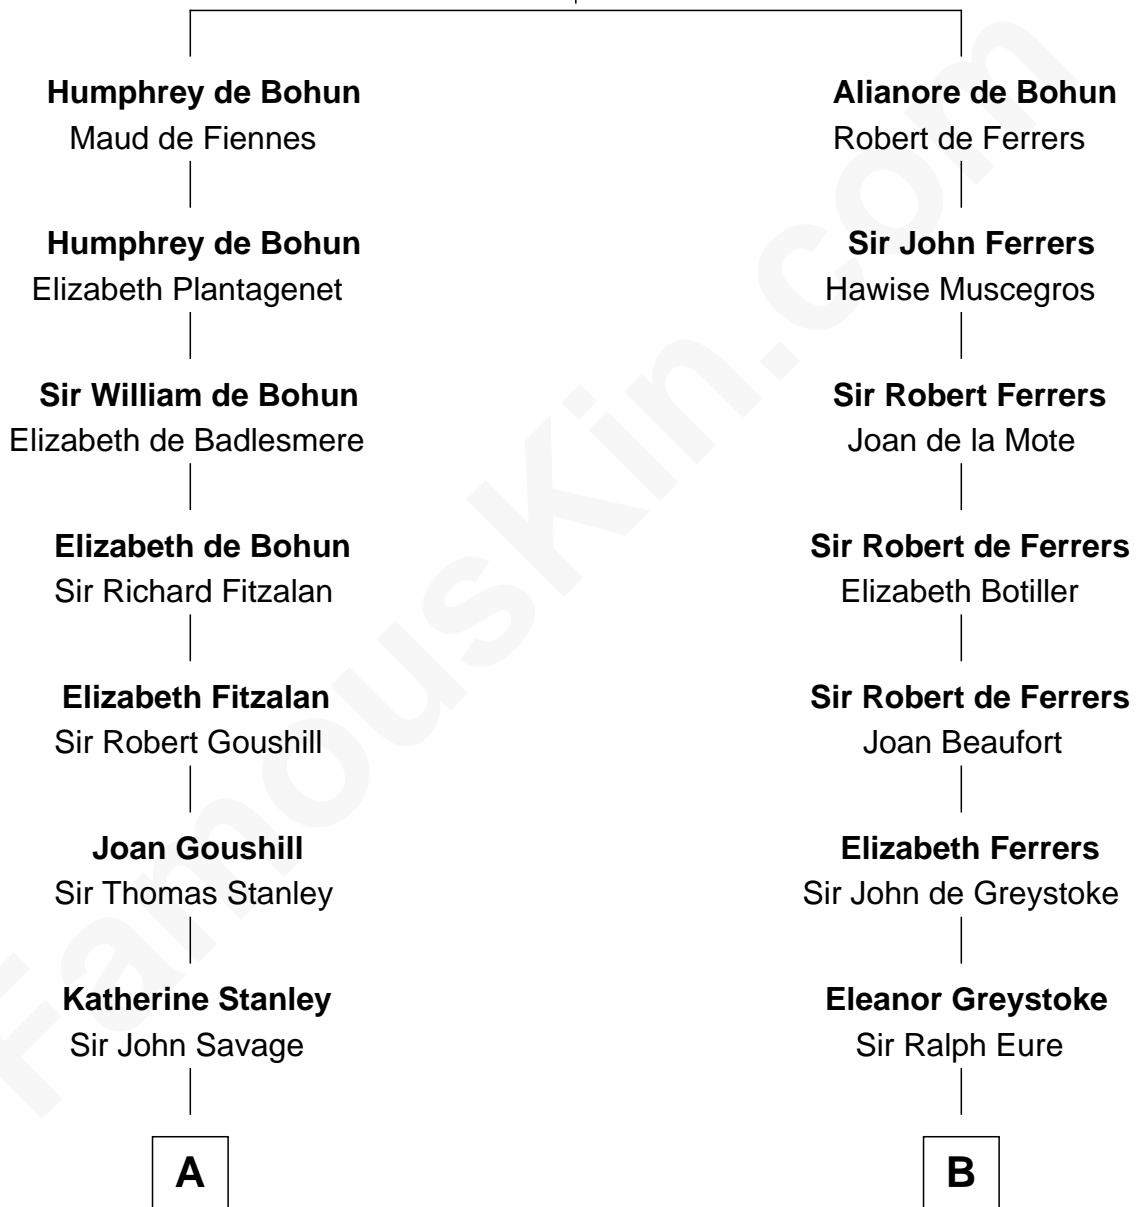 Humphrey de Bohun
Maud de Fiennes
Humphrey de Bohun
Elizabeth Plantagenet
Sir William de Bohun
Elizabeth de Badlesmere
Elizabeth de Bohun
Sir Richard Fitzalan
Elizabeth Fitzalan
Sir Robert Goushill
Joan Goushill
Sir Thomas Stanley
Katherine Stanley
Sir John Savage
A
Alianore de Bohun
Robert de Ferrers
Sir John Ferrers
Hawise Muscegros
Sir Robert Ferrers
Joan de la Mote
Sir Robert de Ferrers
Elizabeth Botiller
Sir Robert de Ferrers
Joan Beaufort
Elizabeth Ferrers
Sir John de Greystoke
Eleanor Greystoke
Sir Ralph Eure
B
FamousKin.com